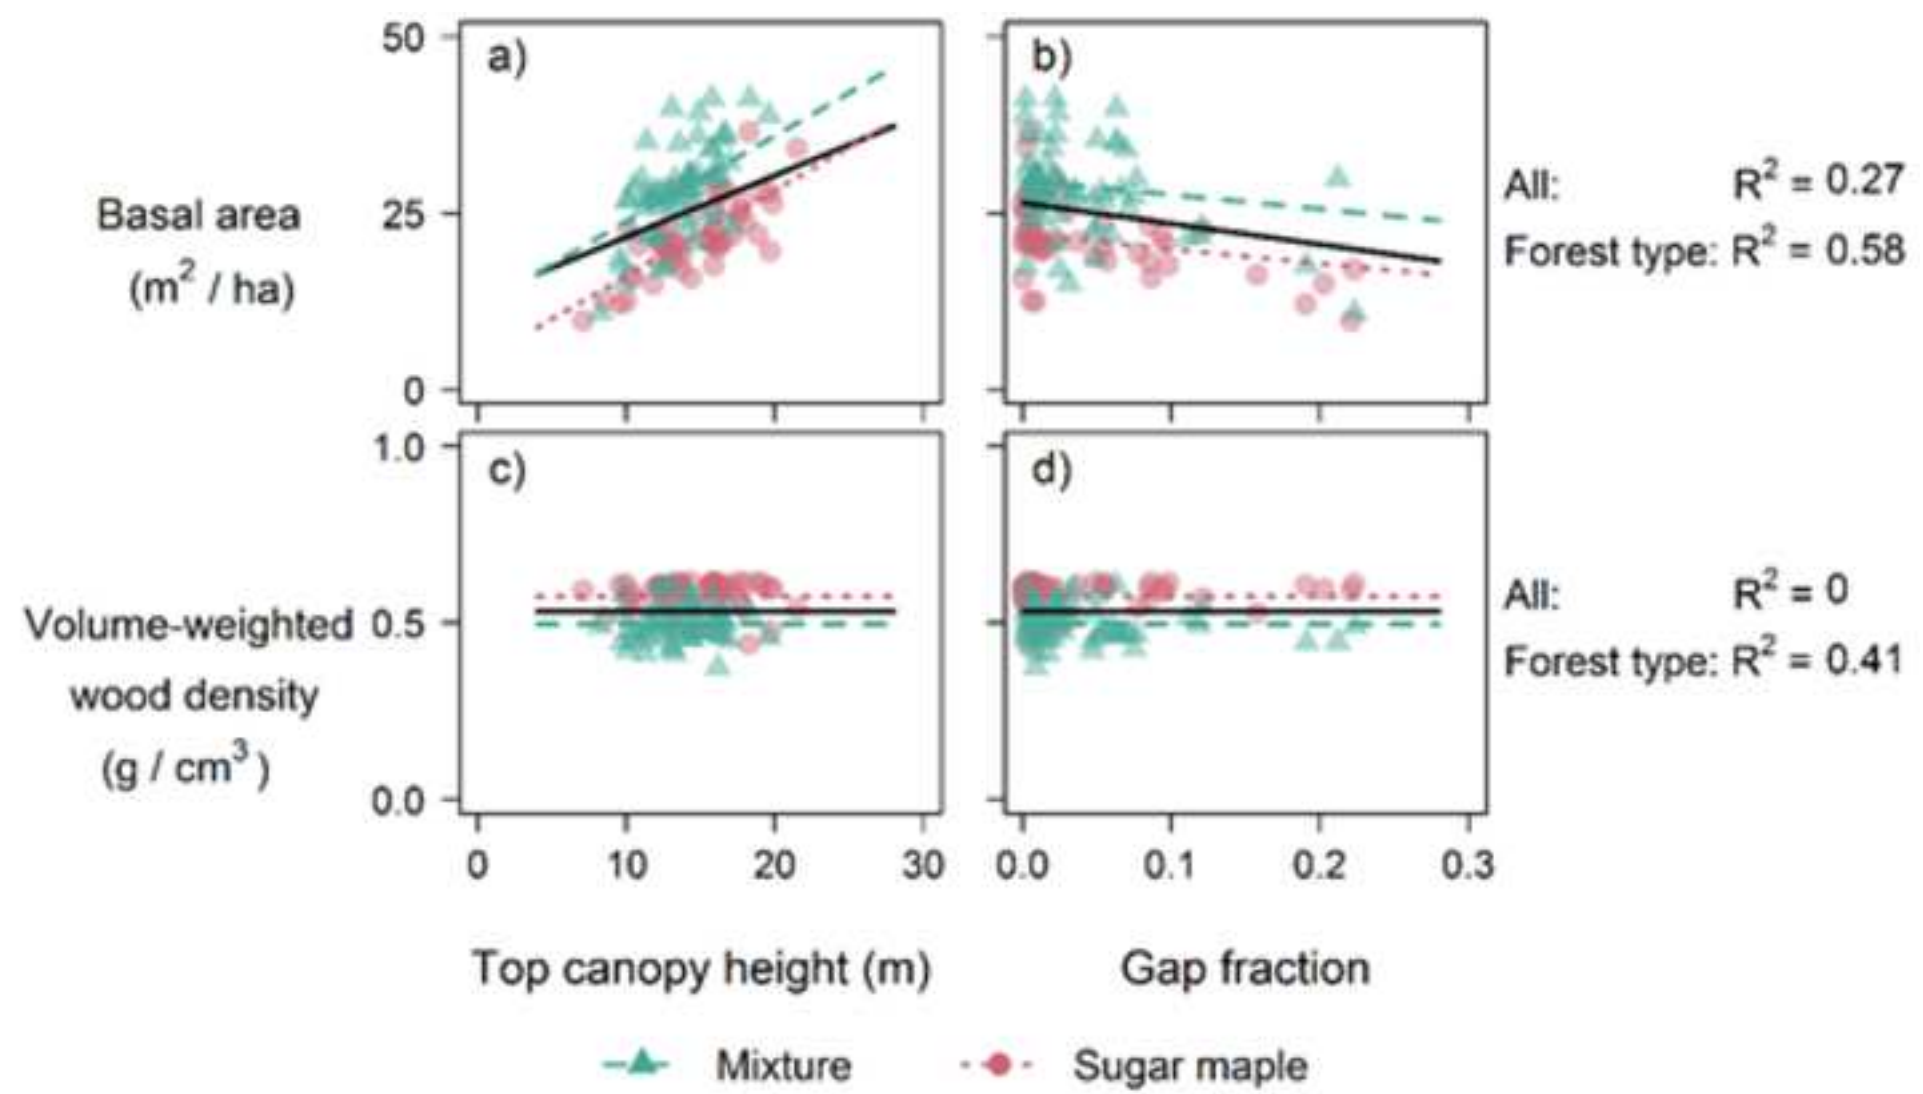 50
a)
b)
Basal area
(m² / ha)
25
All: R² = 0.27
Forest type: R² = 0.58
0
1.0
c)
d)
Volume-weighted
wood density
(g / cm³ )
0.5
All: R² = 0
Forest type: R² = 0.41
0.0
0 10 20 30
0.0 0.1 0.2 0.3
Top canopy height (m)
Gap fraction
Mixture
Sugar maple